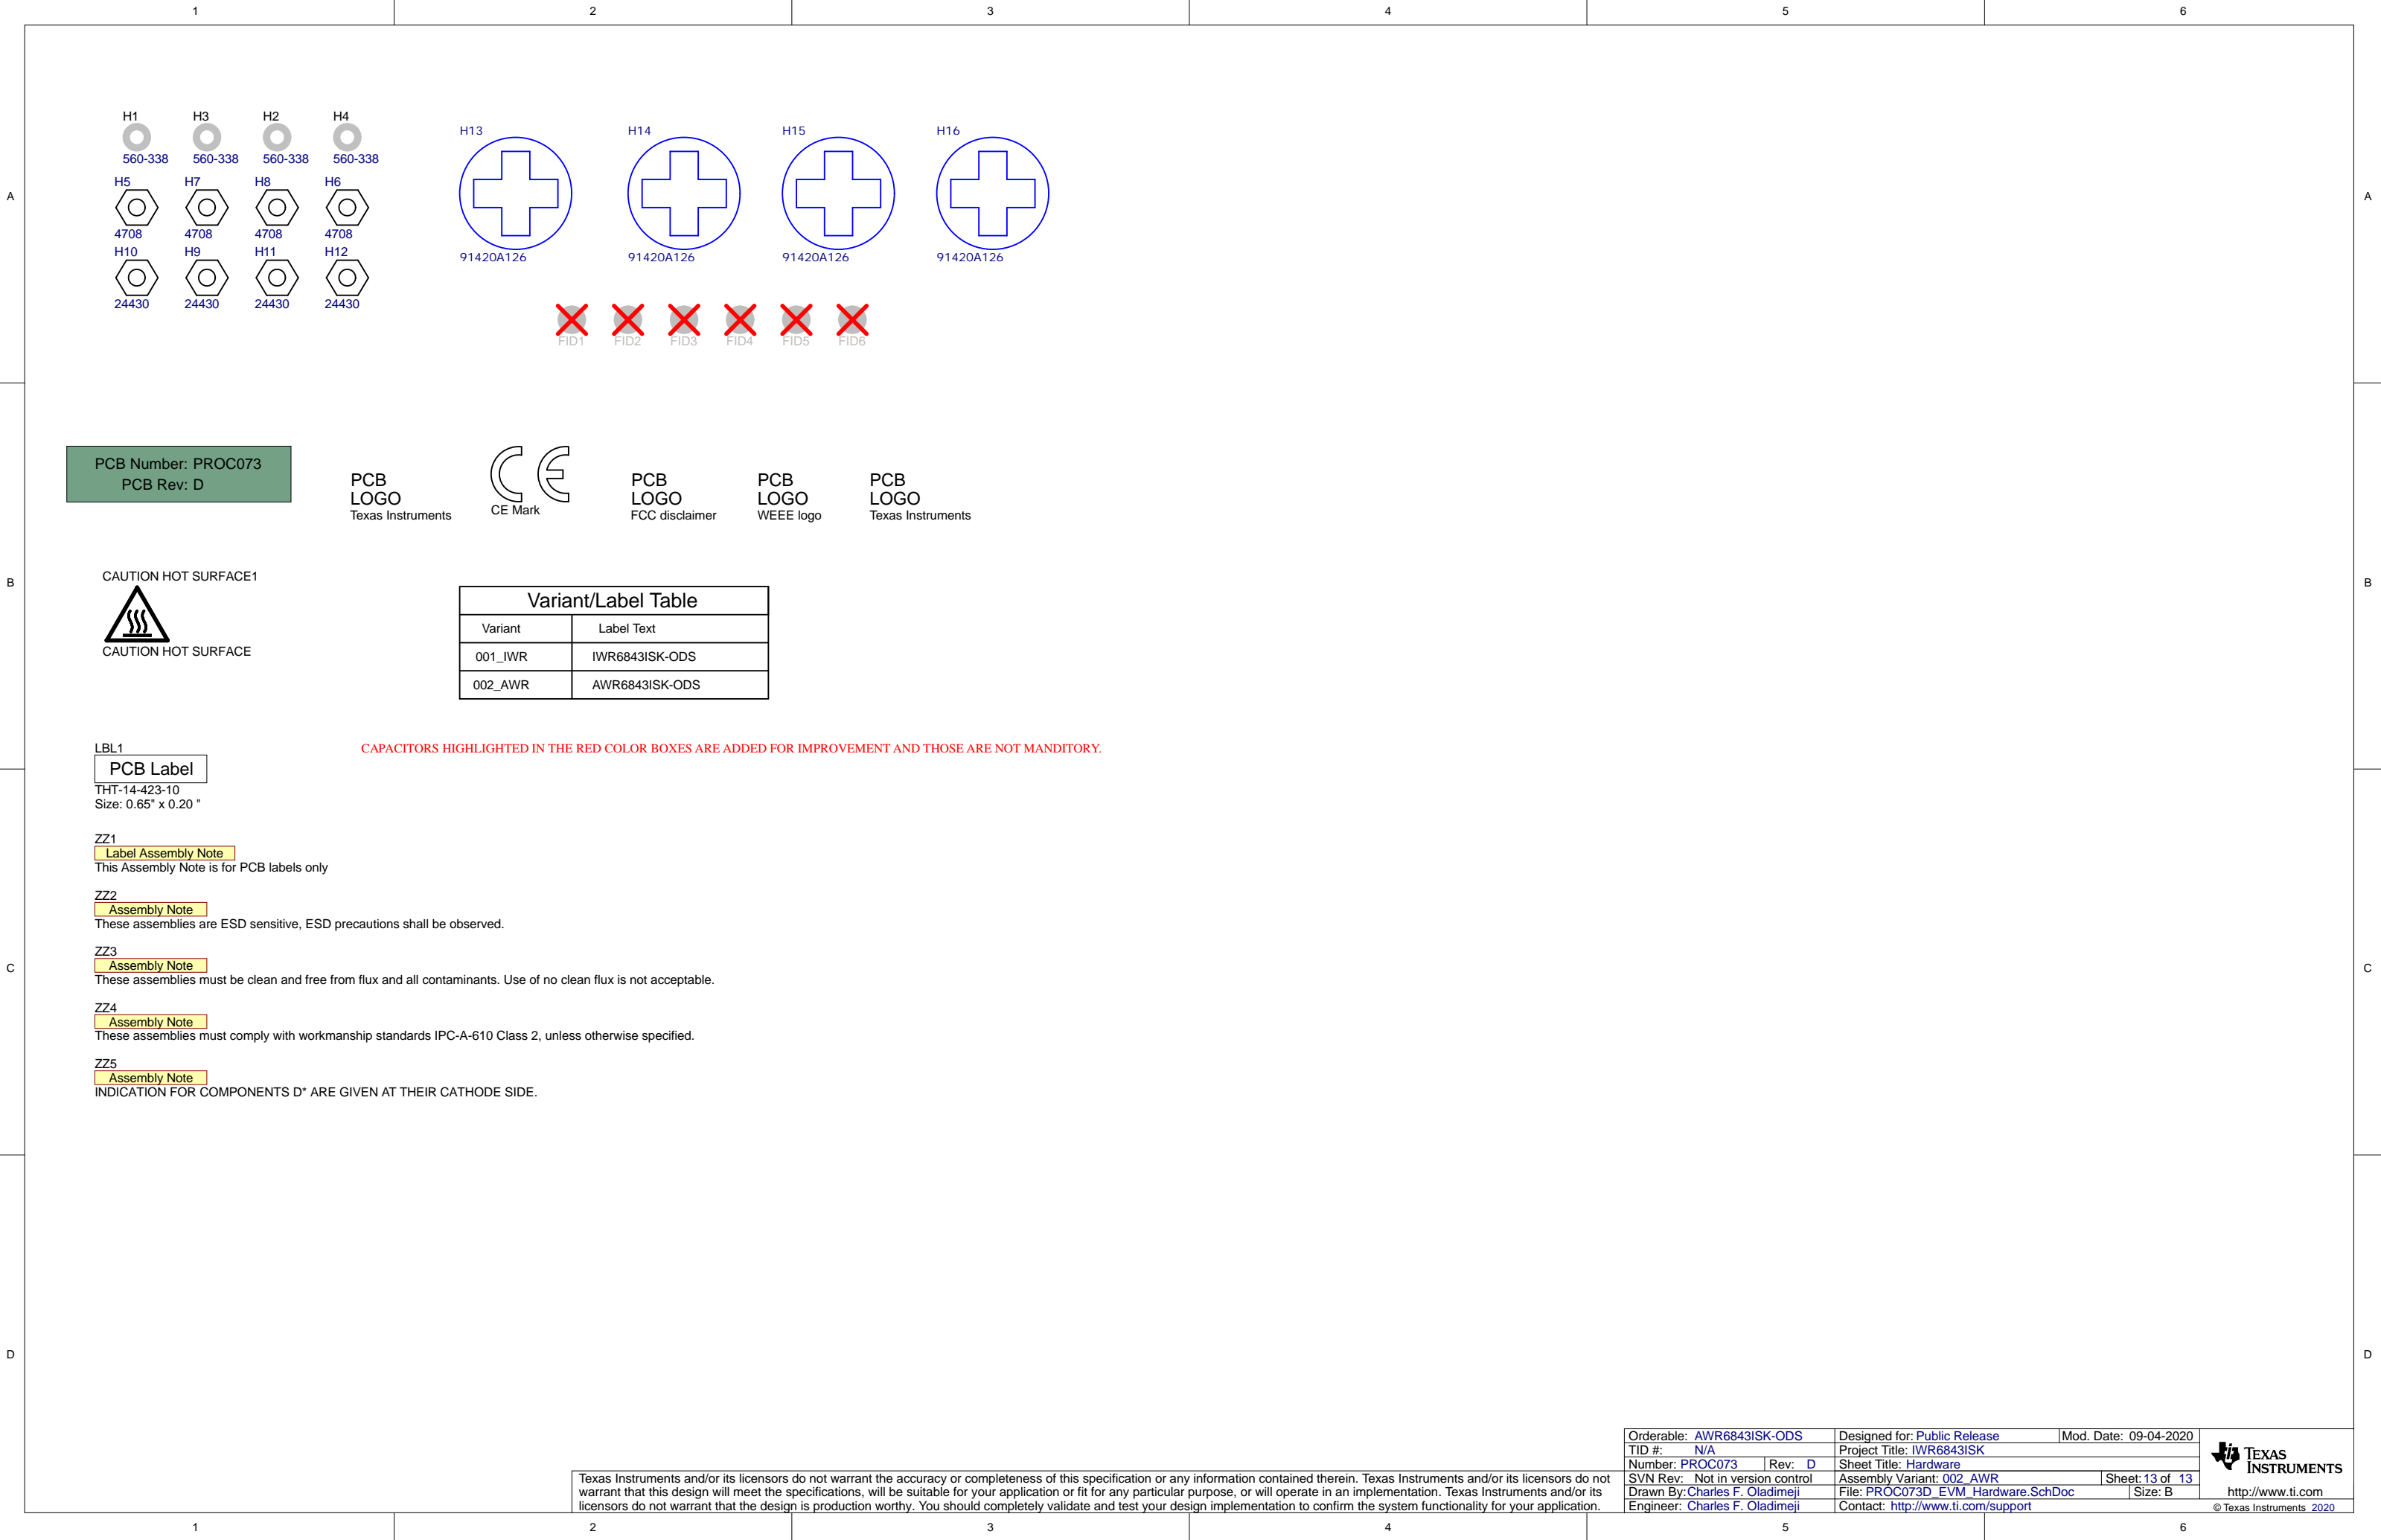 1 2 3 4 5 6
A A
B B
C C
D D
H1 H3 H2 H4
560-338 560-338 560-338 560-338
H5 H7 H8 H6
4708 4708 4708 4708
H10 H9 H11 H12
24430 24430 24430 24430
H13 H14 H15 H16
91420A126 91420A126 91420A126 91420A126
FID1 FID2 FID3 FID4 FID5 FID6
PCB Number: PROC073
PCB Rev: D
PCB
LOGO
Texas Instruments
CE
CE Mark
PCB
LOGO
FCC disclaimer
PCB
LOGO
WEEE logo
PCB
LOGO
Texas Instruments
CAUTION HOT SURFACE1
CAUTION HOT SURFACE
Variant/Label Table
Variant Label Text
001_IWR IWR6843ISK-ODS
002_AWR AWR6843ISK-ODS
CAPACITORS HIGHLIGHTED IN THE RED COLOR BOXES ARE ADDED FOR IMPROVEMENT AND THOSE ARE NOT MANDITORY.
LBL1
PCB Label
THT-14-423-10
Size: 0.65" x 0.20 "
ZZ1
Label Assembly Note
This Assembly Note is for PCB labels only
ZZ2
Assembly Note
These assemblies are ESD sensitive, ESD precautions shall be observed.
ZZ3
Assembly Note
These assemblies must be clean and free from flux and all contaminants. Use of no clean flux is not acceptable.
ZZ4
Assembly Note
These assemblies must comply with workmanship standards IPC-A-610 Class 2, unless otherwise specified.
ZZ5
Assembly Note
INDICATION FOR COMPONENTS D* ARE GIVEN AT THEIR CATHODE SIDE.
Texas Instruments and/or its licensors do not warrant the accuracy or completeness of this specification or any information contained therein. Texas Instruments and/or its licensors do not
warrant that this design will meet the specifications, will be suitable for your application or fit for any particular purpose, or will operate in an implementation. Texas Instruments and/or its
licensors do not warrant that the design is production worthy. You should completely validate and test your design implementation to confirm the system functionality for your application.
Orderable: AWR6843ISK-ODS Designed for: Public Release Mod. Date: 09-04-2020
TID #: N/A Project Title: IWR6843ISK
Number: PROC073 Rev: D Sheet Title: Hardware
SVN Rev: Not in version control Assembly Variant: 002_AWR Sheet: 13 of 13
Drawn By: Charles F. Oladimeji File: PROC073D_EVM_Hardware.SchDoc Size: B
Engineer: Charles F. Oladimeji Contact: http://www.ti.com/support
TEXAS
INSTRUMENTS
http://www.ti.com
© Texas Instruments 2020
1 2 3 4 5 6